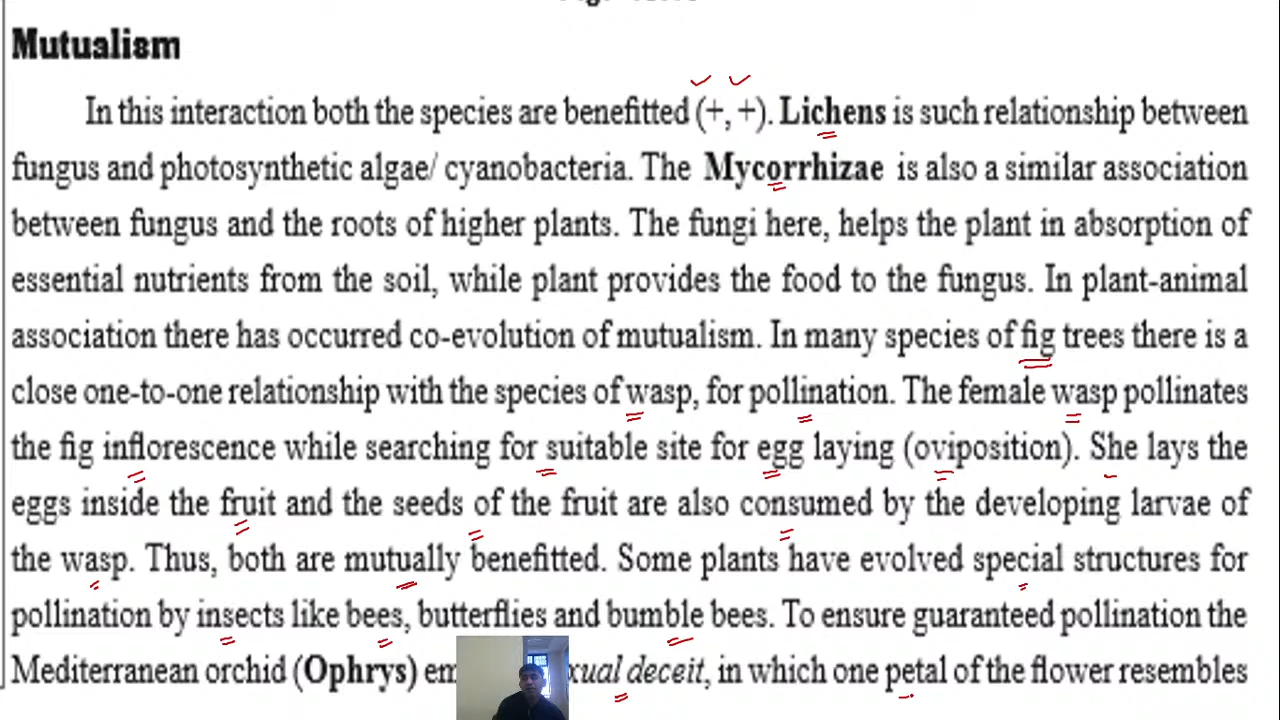 Mutualism
In this interaction both the species are benefitted (+, +). Lichens is such relationship between
fungus and photosynthetic algae/ cyanobacteria. The Mycorrhizae is also a similar association
between fungus and the roots of higher plants. The fungi here, helps the plant in absorption of
essential nutrients from the soil, while plant provides the food to the fungus. In plant-animal
association there has occurred co-evolution of mutualism. In many species of fig trees there is a
close one-to-one relationship with the species of wasp, for pollination. The female wasp pollinates
the fig inflorescence while searching for suitable site for egg laying (oviposition). She lays the
eggs inside the fruit and the seeds of the fruit are also consumed by the developing larvae of
the wasp. Thus, both are mutually benefitted. Some plants have evolved special structures for
pollination by insects like bees, butterflies and bumble bees. To ensure guaranteed pollination the
Mediterranean orchid (Ophrys) deceit, in which one petal of the flower resembles